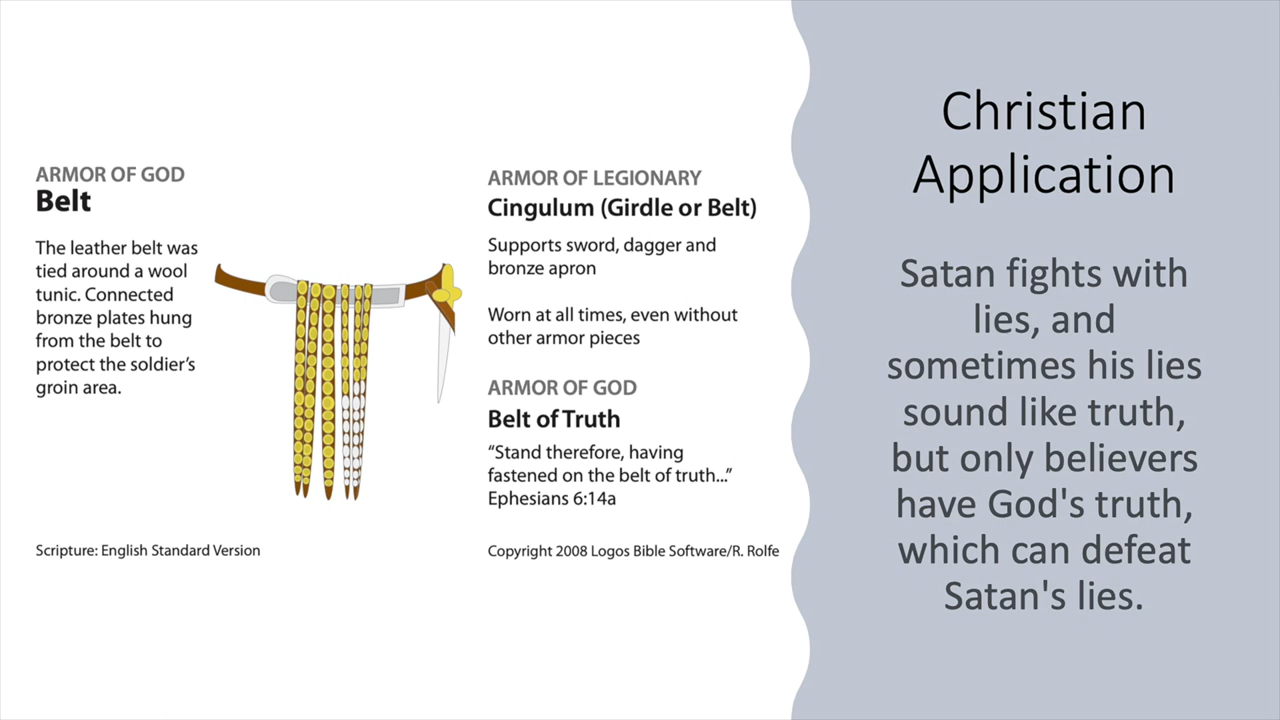 ARMOR OF GOD
Belt
The leather belt was
tied around a wool
tunic. Connected
bronze plates hung
from the belt to
protect the soldier’s
groin area.
Scripture: English Standard Version
ARMOR OF LEGIONARY
Cingulum (Girdle or Belt)
Supports sword, dagger and
bronze apron
Worn at all times, even without
other armor pieces
ARMOR OF GOD
Belt of Truth
“Stand therefore, having
fastened on the belt of truth...”
Ephesians 6:14a
Copyright 2008 Logos Bible Software/R. Rolfe
Christian
Application
Satan fights with
lies, and
sometimes his lies
sound like truth,
but only believers
have God's truth,
which can defeat
Satan's lies.